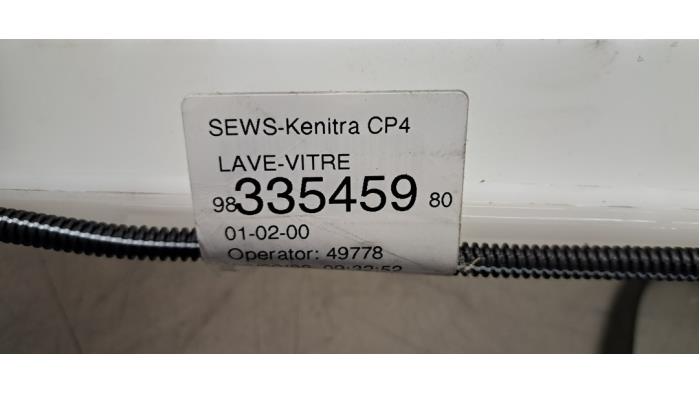 SEWS-Kenitra CP4
LAVE-VITRE
98 335459 80
01-02-00
Operator: 49778